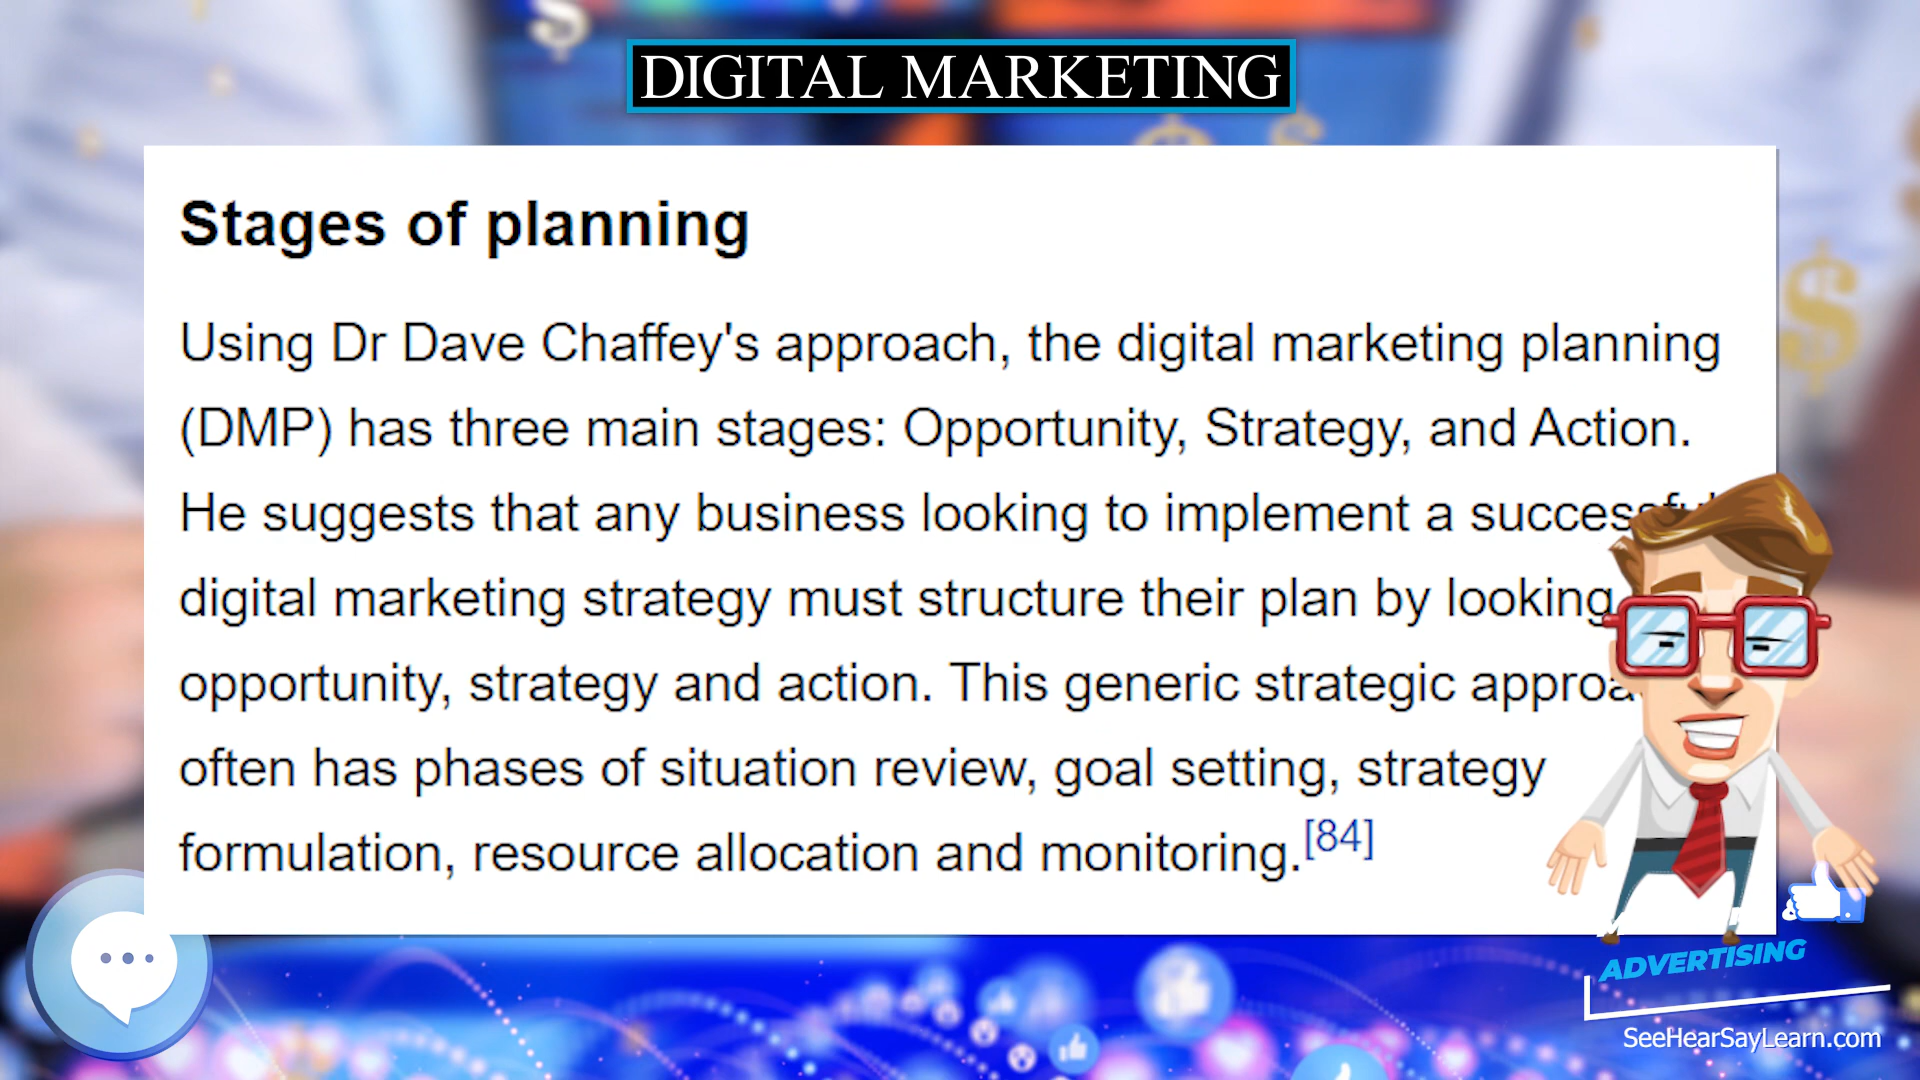 DIGITAL MARKETING
Stages of planning
Using Dr Dave Chaffey's approach, the digital marketing planning
(DMP) has three main stages: Opportunity, Strategy, and Action.
He suggests that any business looking to implement a successful
digital marketing strategy must structure their plan by looking
opportunity, strategy and action. This generic strategic
often has phases of situation review, goal setting, strategy
formulation, resource allocation and monitoring.[84]
ADVERTISING
SeeHearSayLearn.com